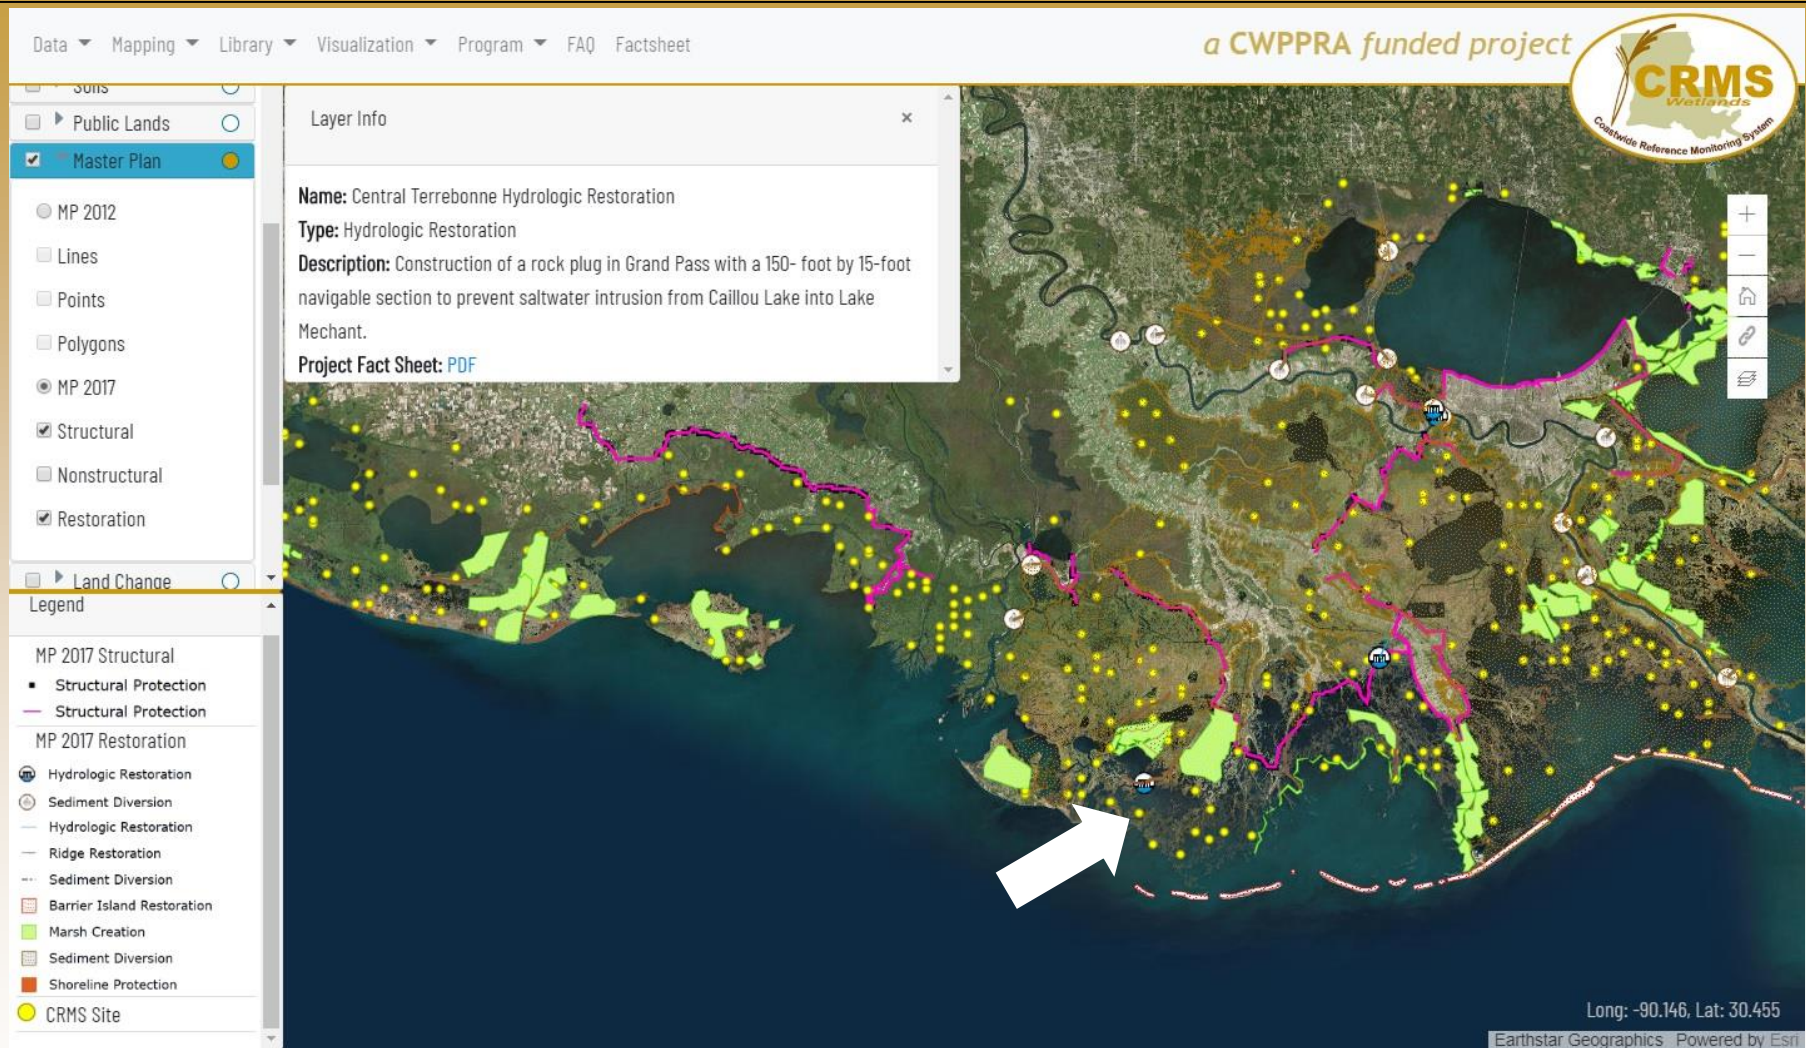 Data Mapping Library Visualization Program FAQ Factsheet
a CWPPRA funded project
CRMS
Wetlands
Coastwide Reference Monitoring System
Soils
Public Lands
Master Plan
MP 2012
Lines
Points
Polygons
MP 2017
Structural
Nonstructural
Restoration
Land Change
Layer Info ×
Name: Central Terrebonne Hydrologic Restoration
Type: Hydrologic Restoration
Description: Construction of a rock plug in Grand Pass with a 150- foot by 15-foot
navigable section to prevent saltwater intrusion from Caillou Lake into Lake
Mechant.
Project Fact Sheet: PDF
Legend
MP 2017 Structural
Structural Protection
Structural Protection
MP 2017 Restoration
Hydrologic Restoration
Sediment Diversion
Hydrologic Restoration
Ridge Restoration
Sediment Diversion
Barrier Island Restoration
Marsh Creation
Sediment Diversion
Shoreline Protection
CRMS Site
Long: -90.146, Lat: 30.455
Earthstar Geographics Powered by Esri